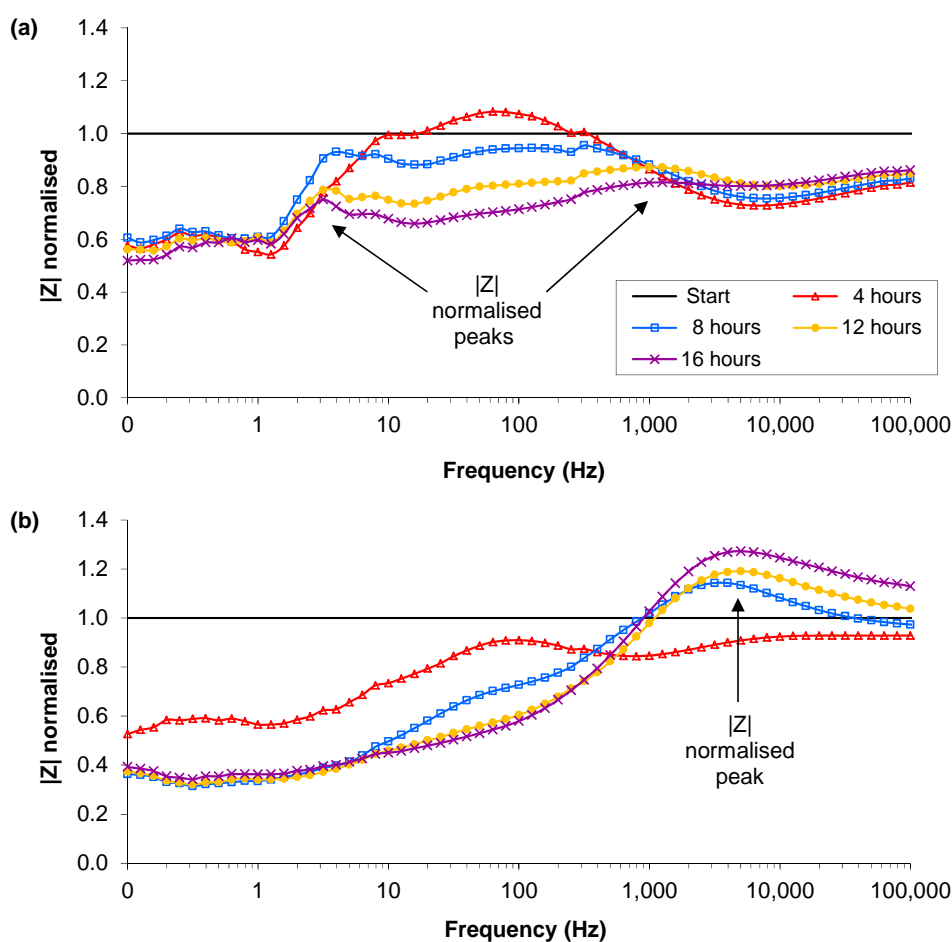 (a)
1.4
1.2
1.0
0.8
0.6
0.4
0.2
0.0
|Z| normalised
|Z|
normalised
peaks
Start
4 hours
8 hours
12 hours
16 hours
0 1 10 100 1,000 10,000 100,000
Frequency (Hz)
(b)
1.4
1.2
1.0
0.8
0.6
0.4
0.2
0.0
|Z| normalised
|Z|
normalised
peak
0 1 10 100 1,000 10,000 100,000
Frequency (Hz)